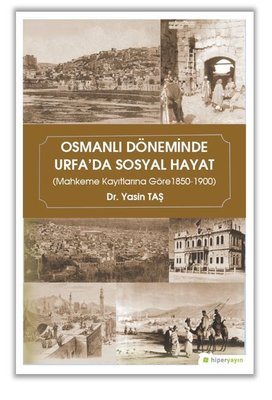 OSMANLI DÖNEMİNDE
URFA'DA SOSYAL HAYAT
(Mahkeme Kayıtlarına Göre1850-1900)
Dr. Yasin TAŞ
hiperyayın